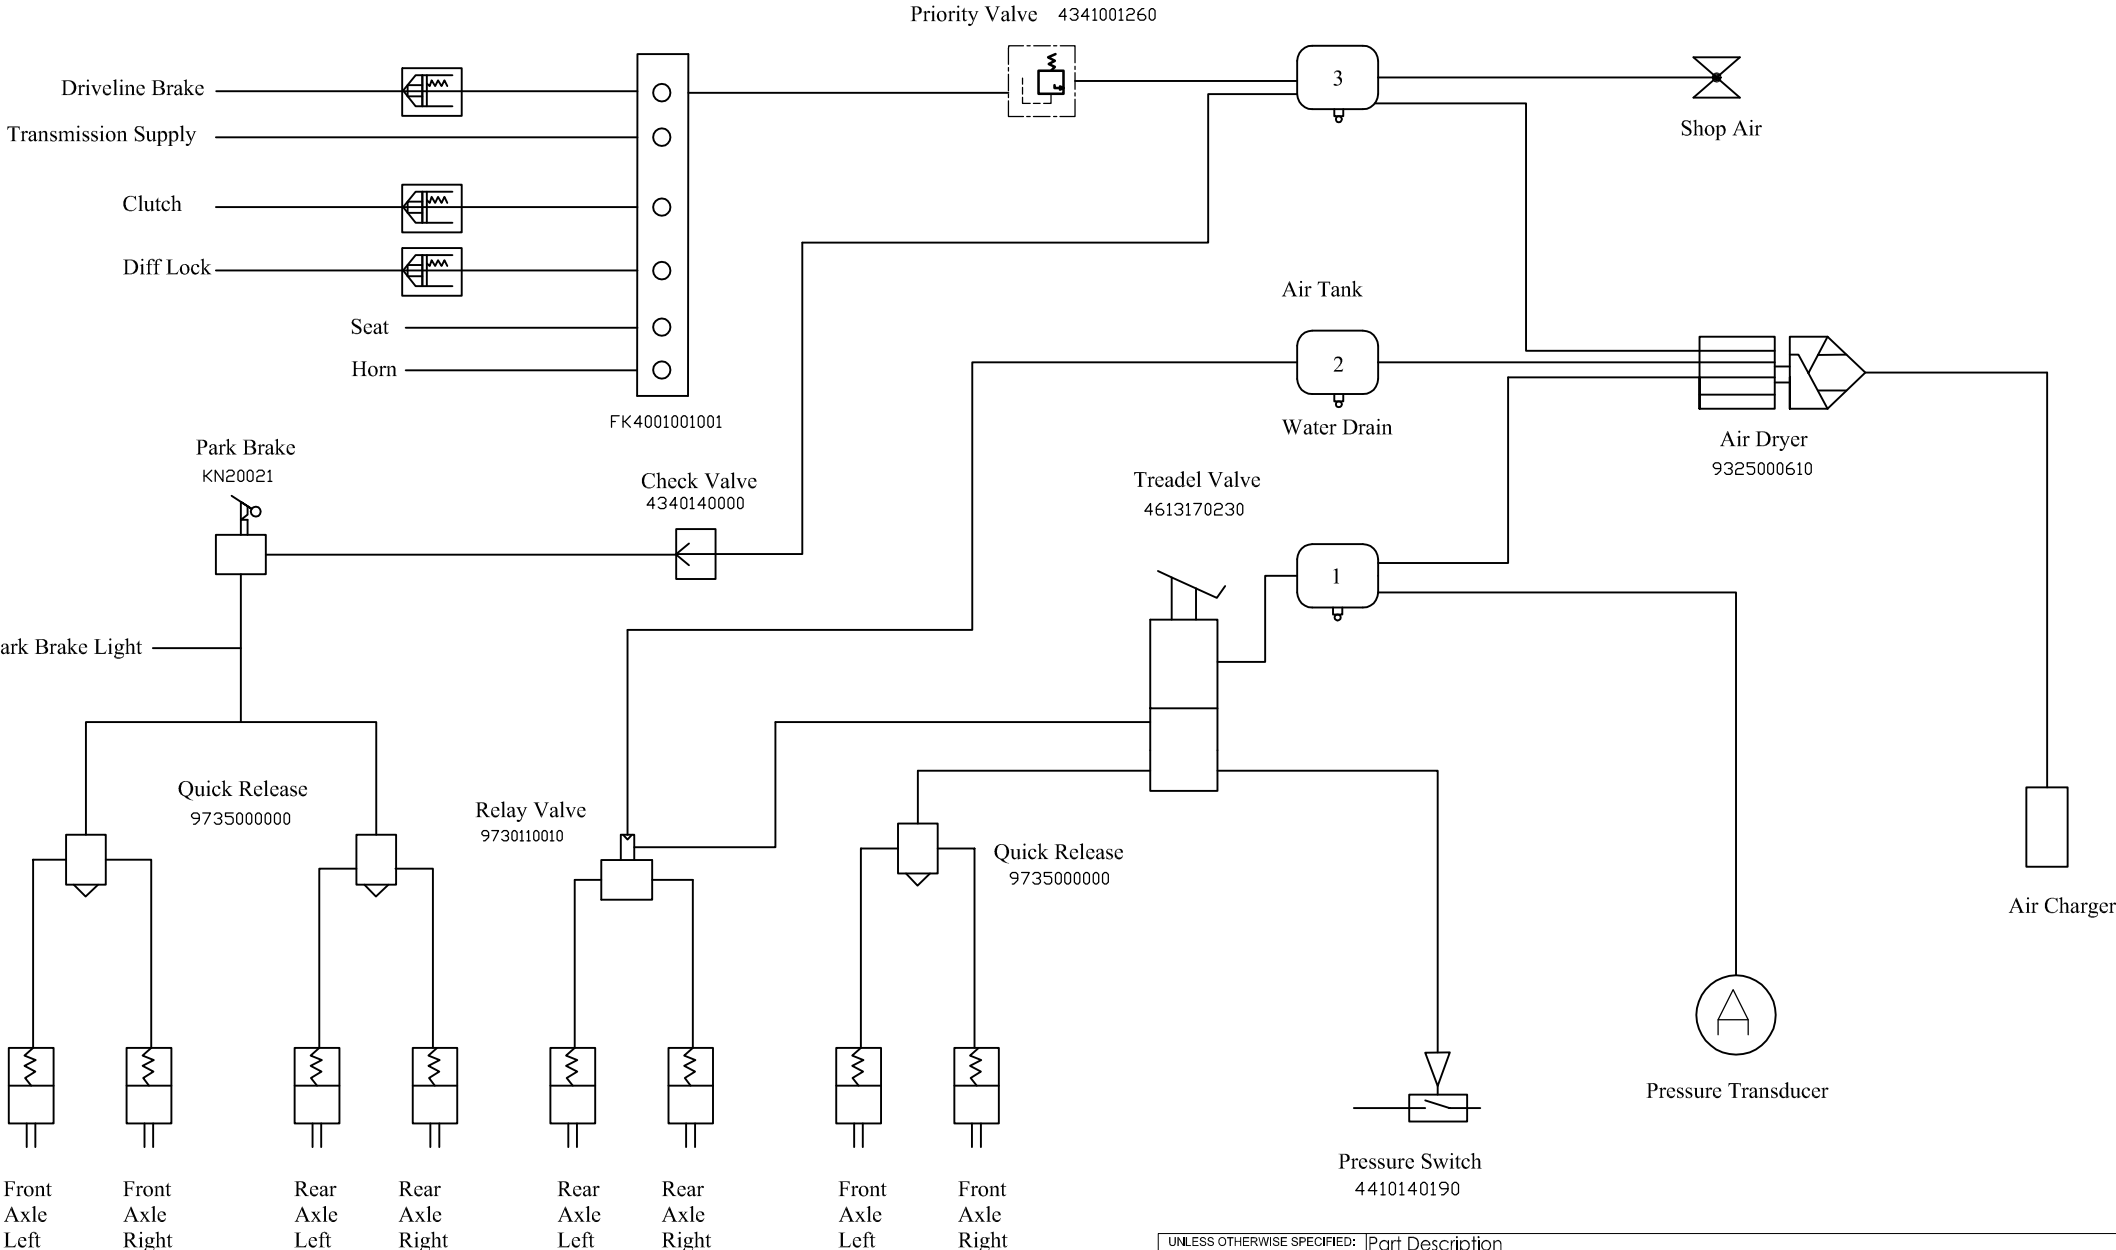 Priority Valve 4341001260
Driveline Brake
3
Transmission Supply
Shop Air
Clutch
Diff Lock
Air Tank
Seat
Horn
2
FK4001001001
Water Drain
Air Dryer
9325000610
Park Brake
KN20021
Check Valve
4340140000
Treadel Valve
4613170230
1
ark Brake Light
Quick Release
9735000000
Relay Valve
9730110010
Quick Release
9735000000
Air Charger
Pressure Transducer
Pressure Switch
4410140190
Front
Axle
Left
Front
Axle
Right
Rear
Axle
Left
Rear
Axle
Right
Rear
Axle
Left
Rear
Axle
Right
Front
Axle
Left
Front
Axle
Right
UNLESS OTHERWISE SPECIFIED:
Part Description